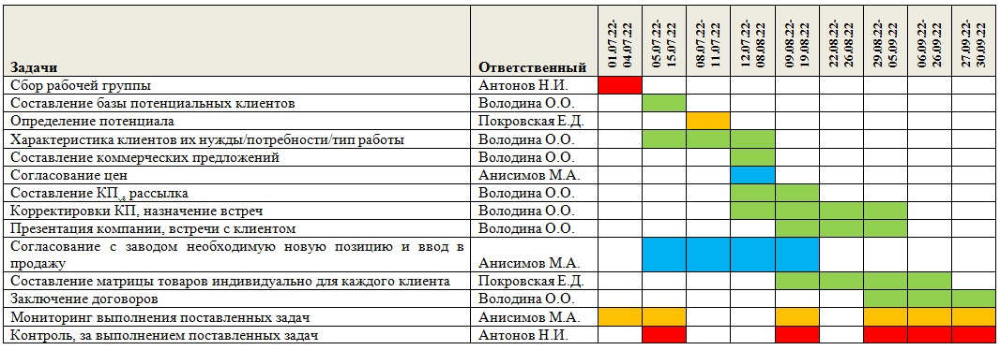 Задачи Ответственный 01.07.22- 04.07.22 05.07.22- 15.07.22 08.07.22- 11.07.22 12.07.22- 08.08.22 09.08.22- 19.08.22 22.08.22- 26.08.22 29.08.22- 05.09.22 06.09.22- 26.09.22 27.09.22- 30.09.22
Сбор рабочей группы Антонов Н.И.
Составление базы потенциальных клиентов Володина О.О.
Определение потенциала Покровская Е.Д.
Характеристика клиентов их нужды/потребности/тип работы Володина О.О.
Составление коммерческих предложений Володина О.О.
Согласование цен Анисимов М.А.
Составление КП , рассылка Володина О.О.
Корректировки КП, назначение встреч Володина О.О.
Презентация компании, встречи с клиентом Володина О.О.
Согласование с заводом необходимую новую позицию и ввод в
продажу Анисимов М.А.
Составление матрицы товаров индивидуально для каждого клиента Покровская Е.Д.
Заключение договоров Володина О.О.
Мониторинг выполнения поставленных задач Анисимов М.А.
Контроль, за выполнением поставленных задач Антонов Н.И.